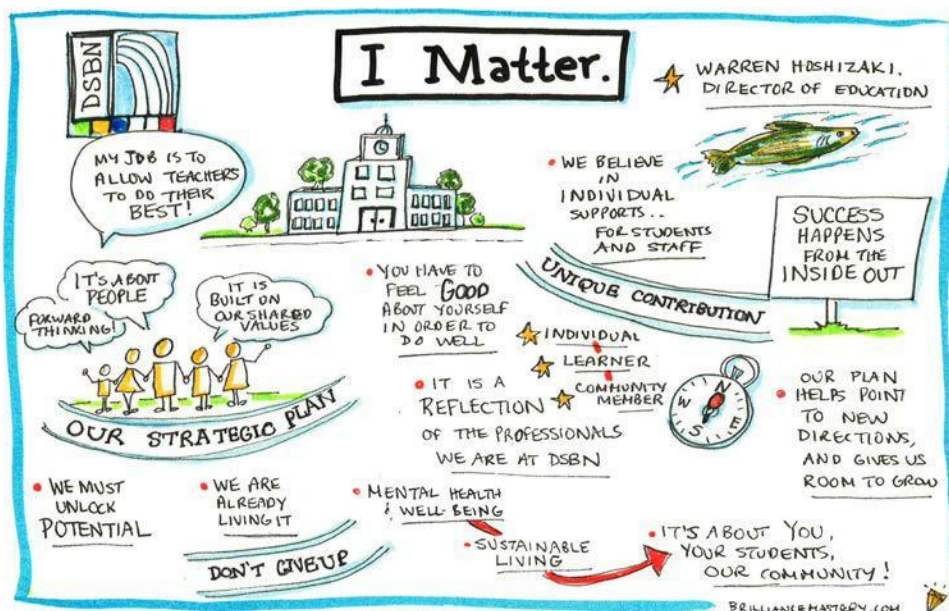 DSBN
I Matter.
WARREN HOSHIZAKI.
DIRECTOR OF EDUCATION
MY JOB IS TO
ALLOW TEACHERS
TO DO THEIR
BEST!
• WE BELIEVE
IN
INDIVIDUAL
SUPPORTS..
FOR STUDENTS
AND STAFF
SUCCESS
HAPPENS
FROM THE
INSIDE OUT
UNIQUE CONTRIBUTION
IT'S ABOUT
PEOPLE
FORWARD
THINKING!
IT IS
BUILT ON
OUR SHARED
VALUES
OUR STRATEGIC PLAN
• YOU HAVE TO
FEEL GOOD
ABOUT YOURSELF
IN ORDER TO
DO WELL
INDIVIDUAL
LEARNER
COMMUNITY
MEMBER
• IT IS A
REFLECTION
OF THE PROFESSIONALS
WE ARE AT DSBN
N
E
S
W
• OUR PLAN
HELPS POINT
TO NEW
DIRECTIONS,
AND GIVES US
ROOM TO GROW
• WE MUST
UNLOCK
POTENTIAL
• WE ARE
ALREADY
LIVING IT
DON'T GIVE UP
• MENTAL HEALTH
& WELL-BEING
• SUSTAINABLE
LIVING
• IT'S ABOUT YOU,
YOUR STUDENTS,
OUR COMMUNITY!
BRILLIANCEMASTERY.COM